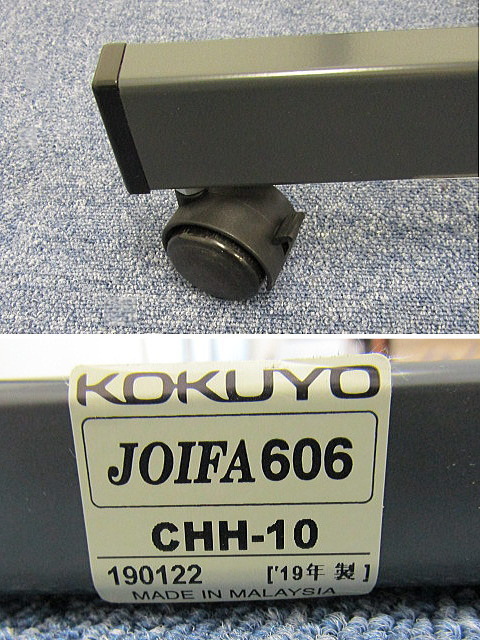 KOKUYO
JOIFA606
CHH-10
190122 ['19年 製]
MADE IN MALAYSIA